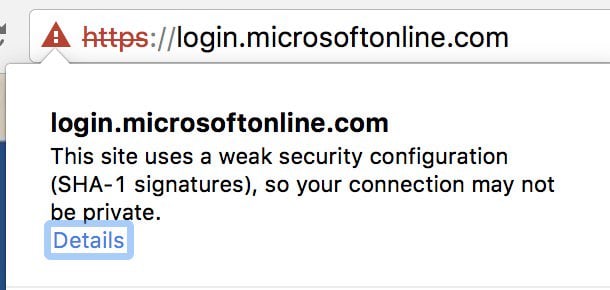 https://login.microsoftonline.com
login.microsoftonline.com
This site uses a weak security configuration
(SHA-1 signatures), so your connection may not
be private.
Details